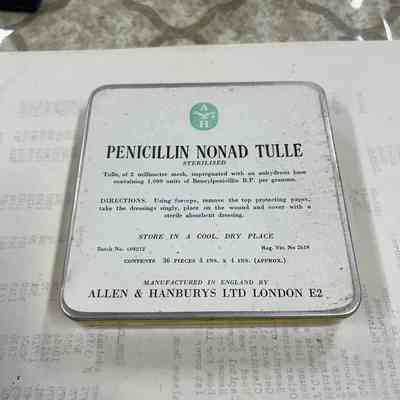 A
H
PENICILLIN NONAD TULLE
STERILISED
Tulle, of 2 millimetre mesh, impregnated with an anhydrous base
containing 1,000 units of Benzylpenicillin B.P. per gramme.
DIRECTIONS. Using forceps, remove the top protecting paper,
take the dressings singly, place on the wound and cover with a
sterile absorbent dressing.
STORE IN A COOL, DRY PLACE
Batch No. Reg. Vic. No
CONTENTS 36 PIECES 4 INS. X 4 INS. (APPROX.)
MANUFACTURED IN ENGLAND BY
ALLEN & HANBURYS LTD LONDON E2